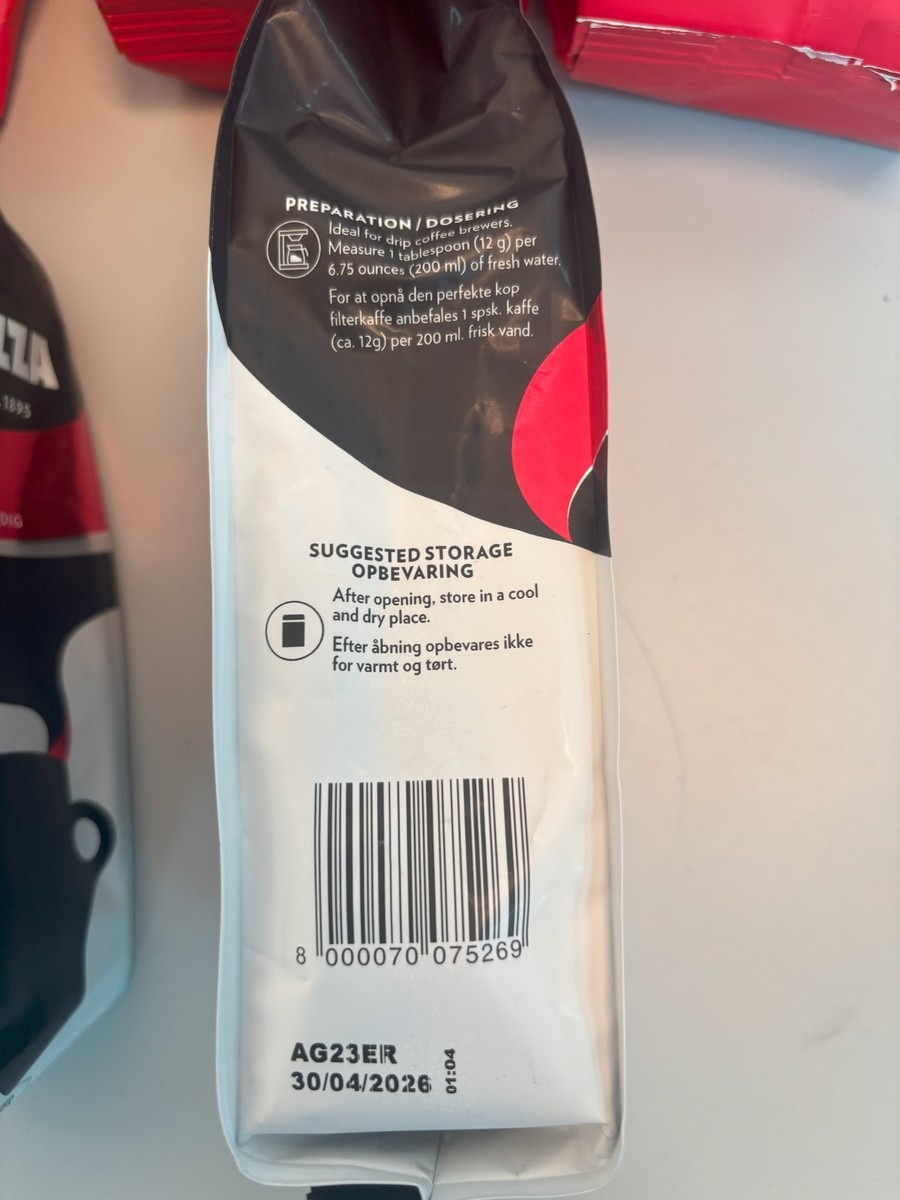 PREPARATION / DOSERING
Ideal for drip coffee brewers.
Measure 1 tablespoon (12 g) per
6.75 ounces (200 ml) of fresh water.
For at opnå den perfekte kop
filterkaffe anbefales 1 spsk. kaffe
(ca. 12g) per 200 ml. frisk vand.
ZZA
1895
DIG
SUGGESTED STORAGE
OPBEVARING
After opening, store in a cool
and dry place.
Efter åbning opbevares ikke
for varmt og tørt.
8 000070 075269
AG23ER
30/04/2026
01:04